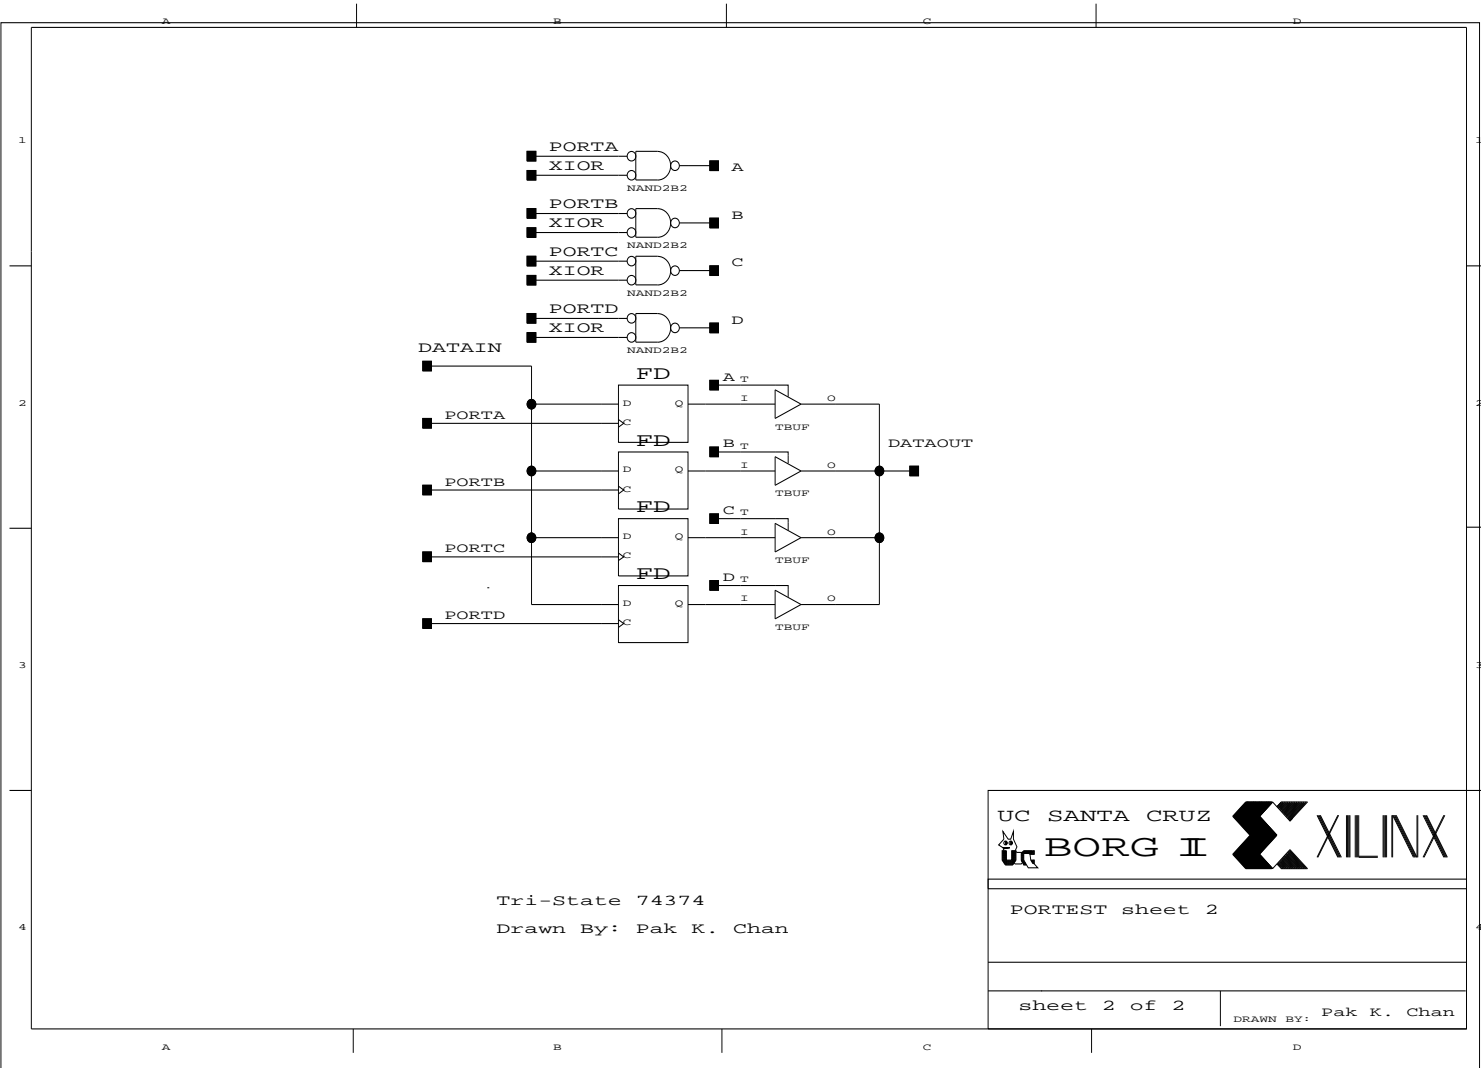 A B C D
1 1
PORTA
XIOR
A
NAND2B2
PORTB
XIOR
B
NAND2B2
PORTC
XIOR
C
NAND2B2
PORTD
XIOR
D
NAND2B2
DATAIN
FD
A T
2 2
D Q I O
PORTA
C
TBUF
FD
B T
DATAOUT
D Q I O
PORTB
C
TBUF
FD
C T
D Q I O
PORTC
C
TBUF
FD
D T
D Q I O
PORTD
C
TBUF
3 3
UC SANTA CRUZ
UC BORG II XILINX
Tri-State 74374
PORTEST sheet 2
4 4
Drawn By: Pak K. Chan
sheet 2 of 2
DRAWN BY: Pak K. Chan
A B C D